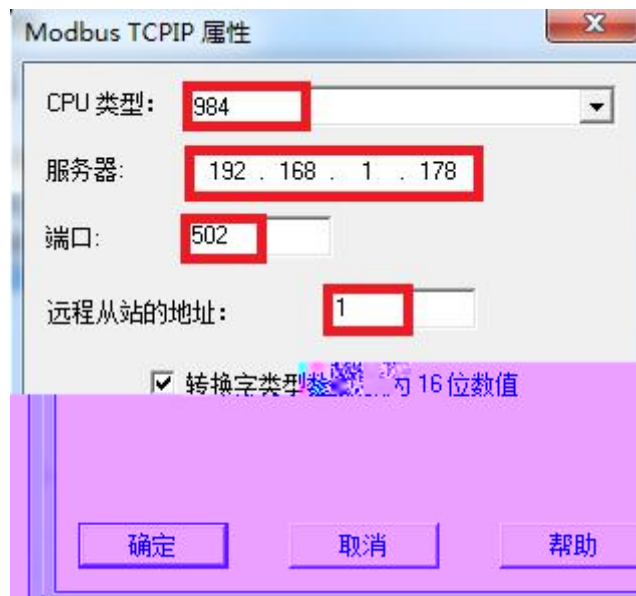 Modbus TCPIP 属性
CPU 类型： 984
服务器: 192 . 168 . 1 . 178
端口: 502
远程从站的地址： 1
转换字类型 16 位数值
确定 取消 帮助